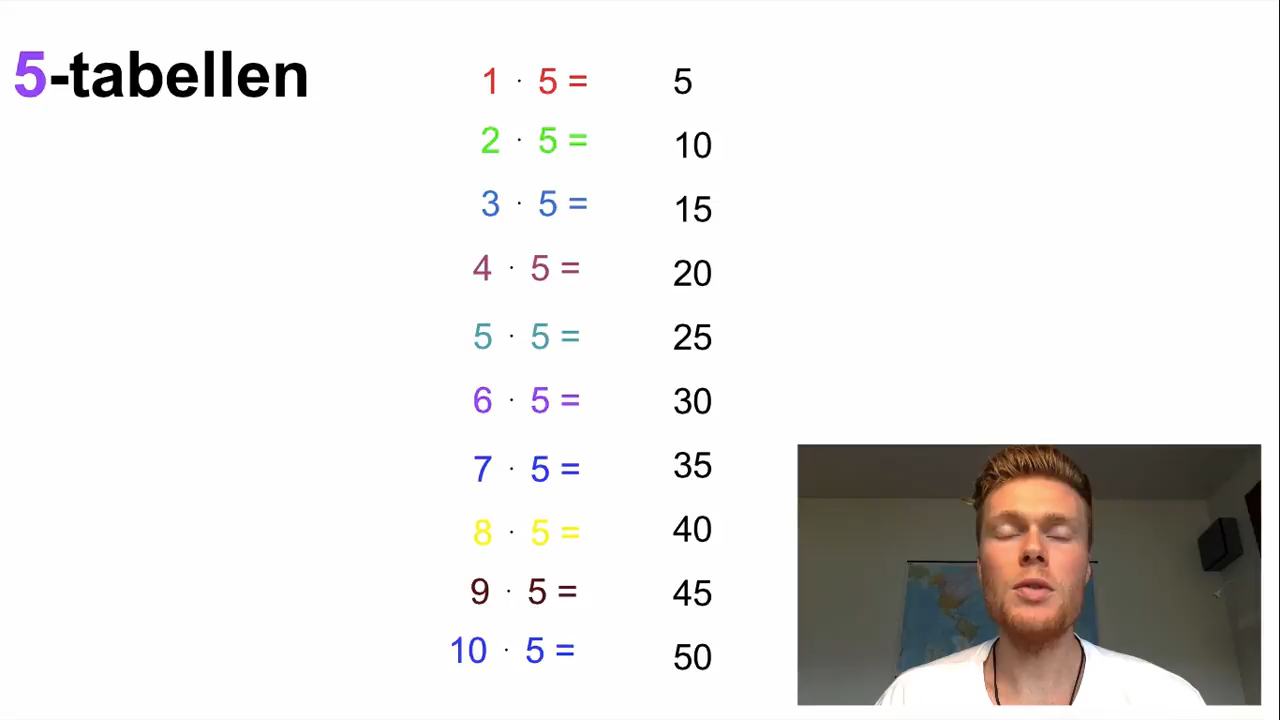 5-tabellen
1 · 5 = 5
2 · 5 = 10
3 · 5 = 15
4 · 5 = 20
5 · 5 = 25
6 · 5 = 30
7 · 5 = 35
8 · 5 = 40
9 · 5 = 45
10 · 5 = 50